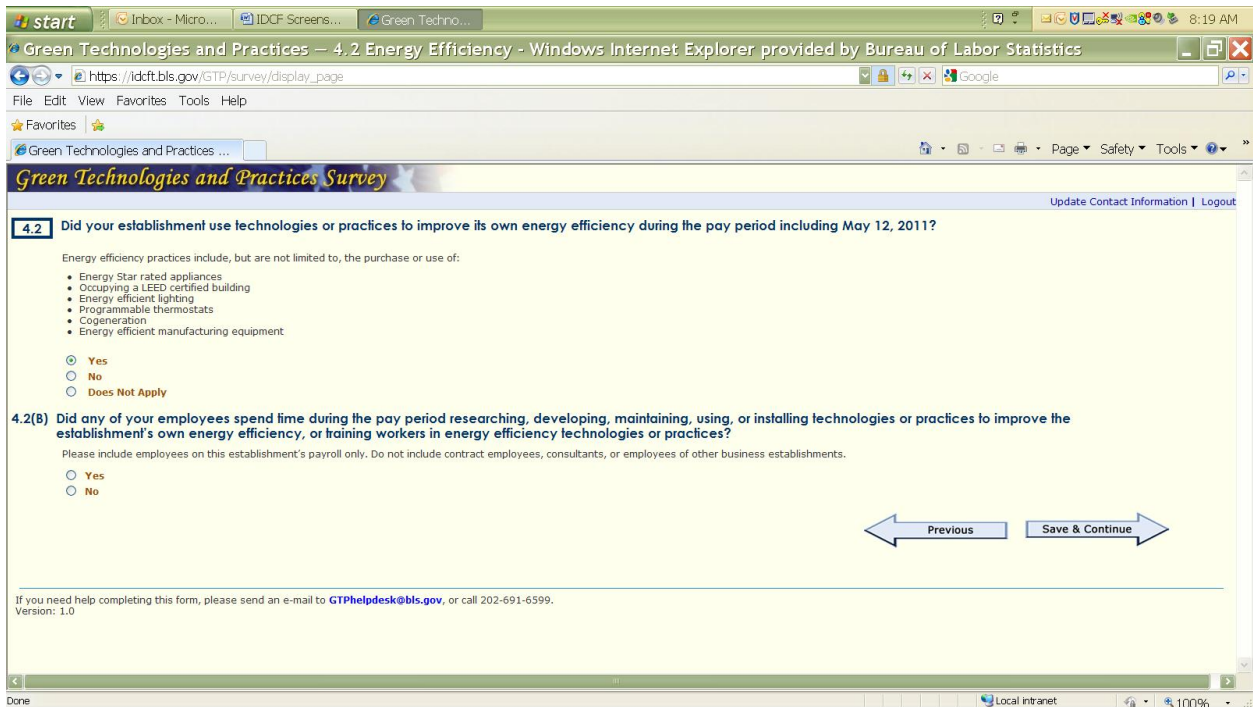 start
Inbox - Micro...
IDCF Screens...
Green Techno...
8:19 AM
Green Technologies and Practices — 4.2 Energy Efficiency - Windows Internet Explorer provided by Bureau of Labor Statistics
https://idcft.bls.gov/GTP/survey/display_page
Google
File Edit View Favorites Tools Help
Favorites
Green Technologies and Practices ...
Page Safety Tools
Green Technologies and Practices Survey
Update Contact Information | Logout
4.2 Did your establishment use technologies or practices to improve its own energy efficiency during the pay period including May 12, 2011?
Energy efficiency practices include, but are not limited to, the purchase or use of:
• Energy Star rated appliances
• Occupying a LEED certified building
• Energy efficient lighting
• Programmable thermostats
• Cogeneration
• Energy efficient manufacturing equipment
Yes
No
Does Not Apply
4.2(B) Did any of your employees spend time during the pay period researching, developing, maintaining, using, or installing technologies or practices to improve the
establishment's own energy efficiency, or training workers in energy efficiency technologies or practices?
Please include employees on this establishment's payroll only. Do not include contract employees, consultants, or employees of other business establishments.
Yes
No
Previous
Save & Continue
If you need help completing this form, please send an e-mail to GTPhelpdesk@bls.gov, or call 202-691-6599.
Version: 1.0
Done
Local intranet
100%